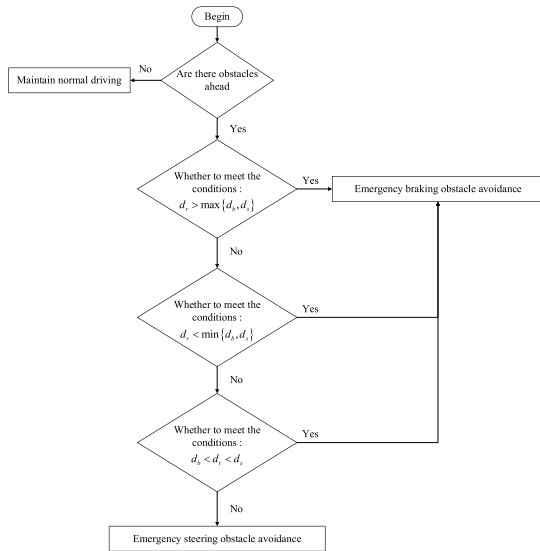 Begin
Are there obstacles
ahead
No
Maintain normal driving
Yes
Whether to meet the
conditions :
d_r > max{d_b, d_s}
Yes
Emergency braking obstacle avoidance
No
Whether to meet the
conditions :
d_r < min{d_b, d_s}
Yes
No
Whether to meet the
conditions :
d_b < d_r < d_s
Yes
No
Emergency steering obstacle avoidance